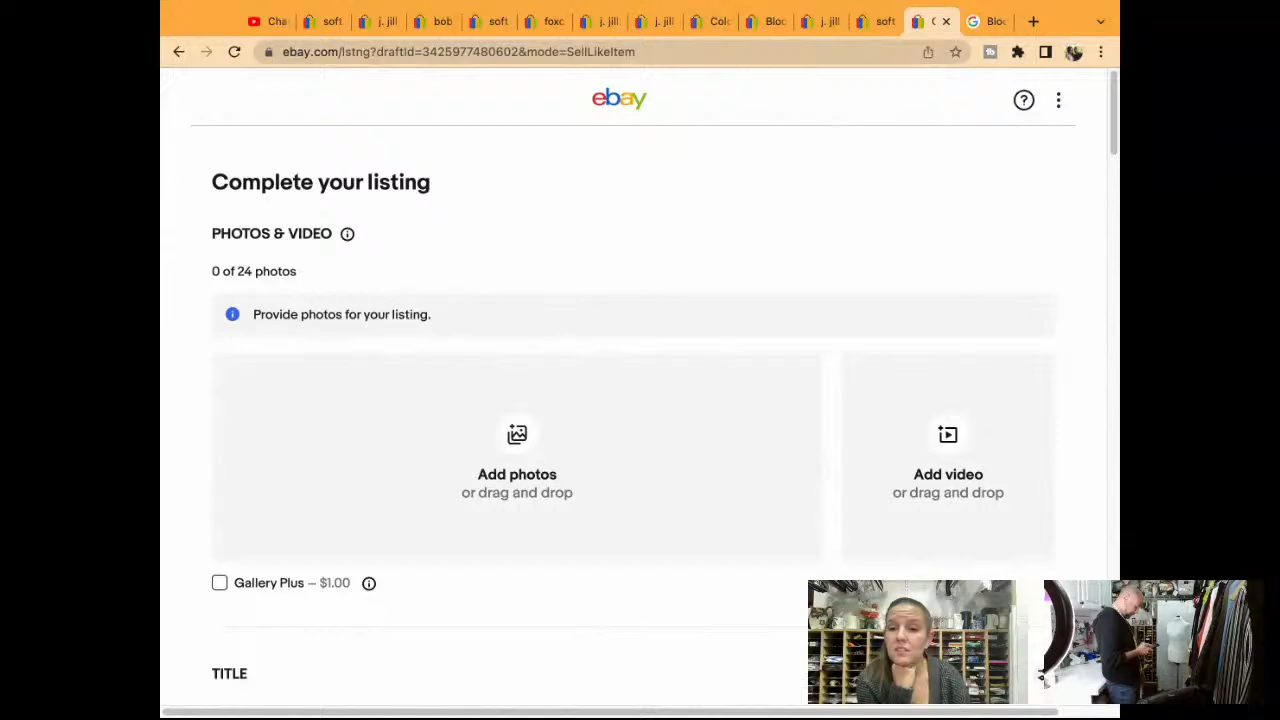 Cha soft j. jill bob soft foxc j. jill j. jill Colo Bloo j. jill soft Bloo
ebay.com/lstng?draftId=3425977480602&mode=SellLikeItem
ebay
Complete your listing
PHOTOS & VIDEO
0 of 24 photos
Provide photos for your listing.
Add photos
or drag and drop
Add video
or drag and drop
Gallery Plus – $1.00
TITLE